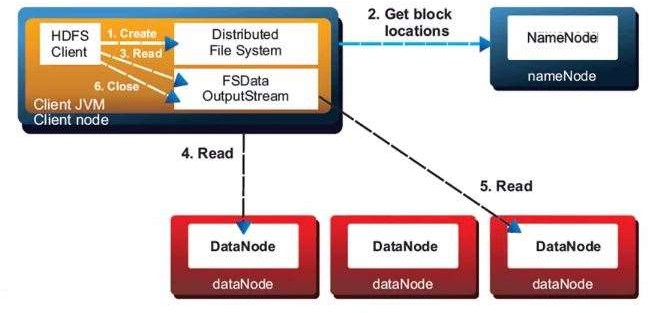 HDFS
Client
1. Create
3. Read
6. Close
Distributed
File System
FSData
OutputStream
Client JVM
Client node
2. Get block
locations
NameNode
nameNode
4. Read
5. Read
DataNode
dataNode
DataNode
dataNode
DataNode
dataNode